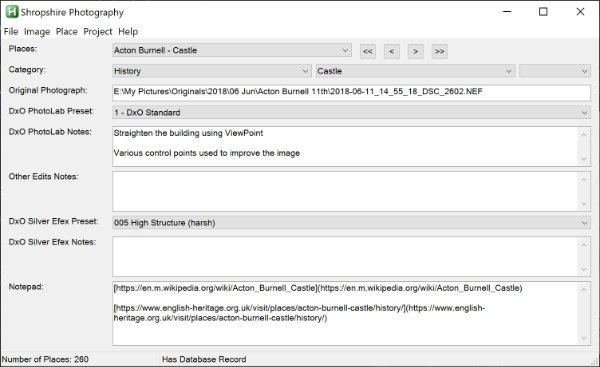 Shropshire Photography
File Image Place Project Help
Places: Acton Burnell - Castle << < > >>
Category: History Castle
Original Photograph: E:\My Pictures\Originals\2018\06 Jun\Acton Burnell 11th\2018-06-11_14_55_18_DSC_2602.NEF
DxO PhotoLab Preset: 1 - DxO Standard
DxO PhotoLab Notes: Straighten the building using ViewPoint
Various control points used to improve the image
Other Edits Notes:
DxO Silver Efex Preset: 005 High Structure (harsh)
DxO Silver Efex Notes:
Notepad: [https://en.m.wikipedia.org/wiki/Acton_Burnell_Castle](https://en.m.wikipedia.org/wiki/Acton_Burnell_Castle)
[https://www.english-heritage.org.uk/visit/places/acton-burnell-castle/history/](https://www.english-
heritage.org.uk/visit/places/acton-burnell-castle/history/)
Number of Places: 260 Has Database Record